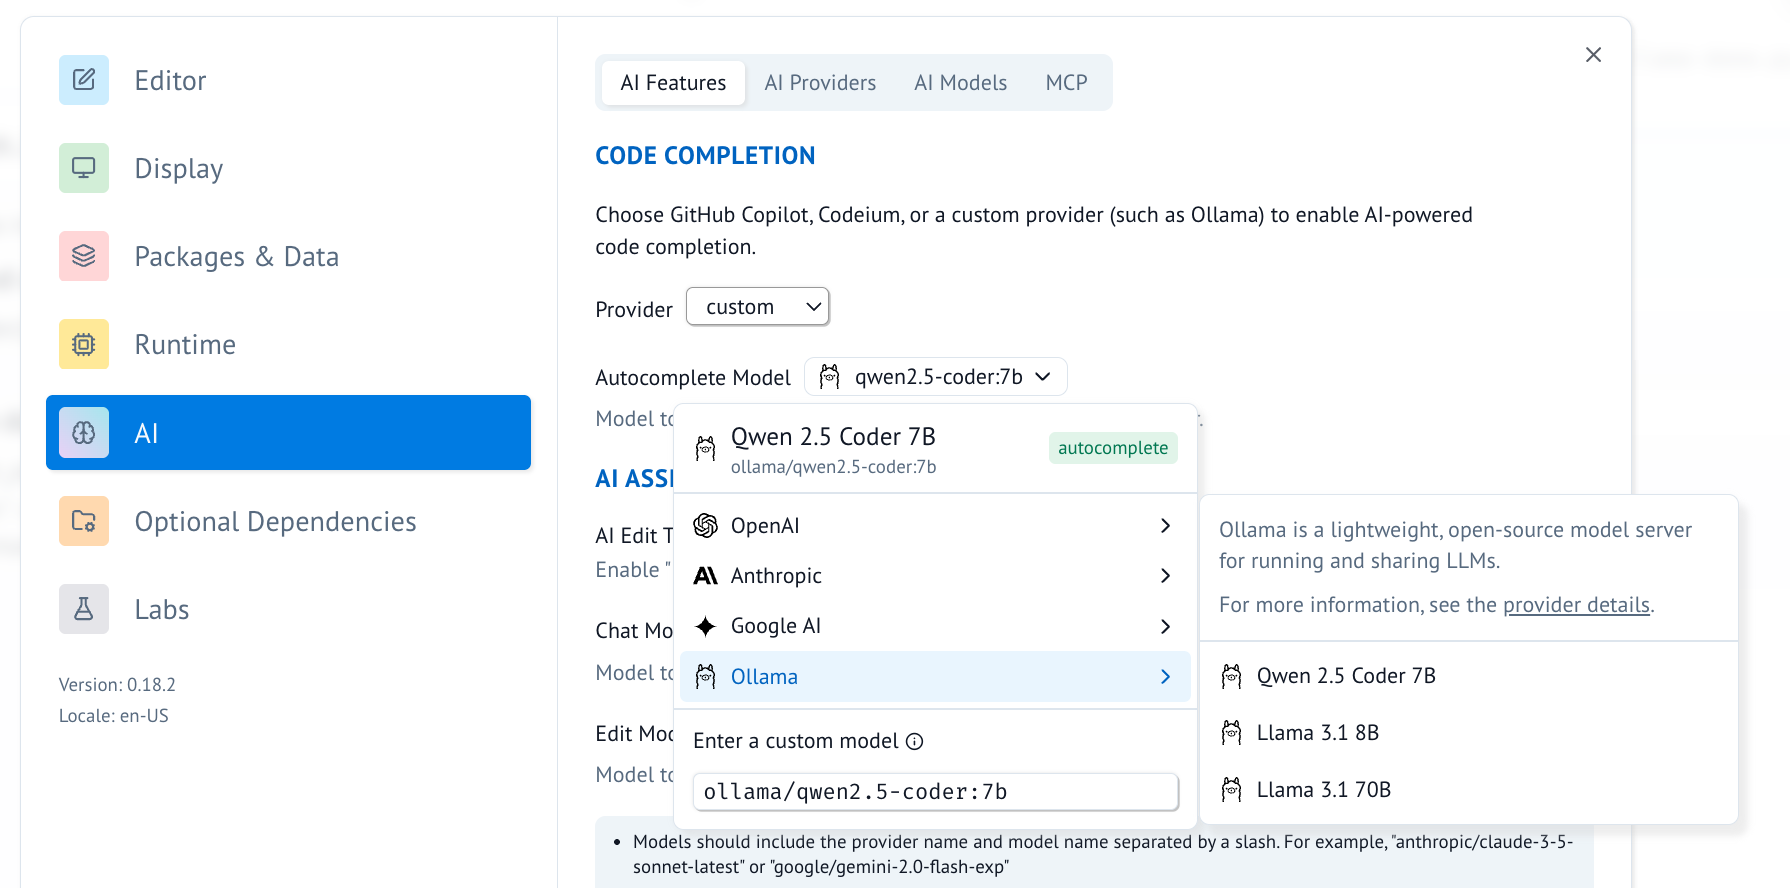 Editor
Display
Packages & Data
Runtime
AI
Optional Dependencies
Labs
Version: 0.18.2
Locale: en-US
AI Features AI Providers AI Models MCP
CODE COMPLETION
Choose GitHub Copilot, Codeium, or a custom provider (such as Ollama) to enable AI-powered
code completion.
Provider custom
Autocomplete Model qwen2.5-coder:7b
Model
Qwen 2.5 Coder 7B
ollama/qwen2.5-coder:7b
autocomplete
AI
OpenAI
AI Edit
Enable "
Anthropic
Google AI
Chat
Model
Ollama
Edit
Model
Enter a custom model
ollama/qwen2.5-coder:7b
Ollama is a lightweight, open-source model server
for running and sharing LLMs.
For more information, see the provider details.
Qwen 2.5 Coder 7B
Llama 3.1 8B
Llama 3.1 70B
• Models should include the provider name and model name separated by a slash. For example, "anthropic/claude-3-5-
sonnet-latest" or "google/gemini-2.0-flash-exp"